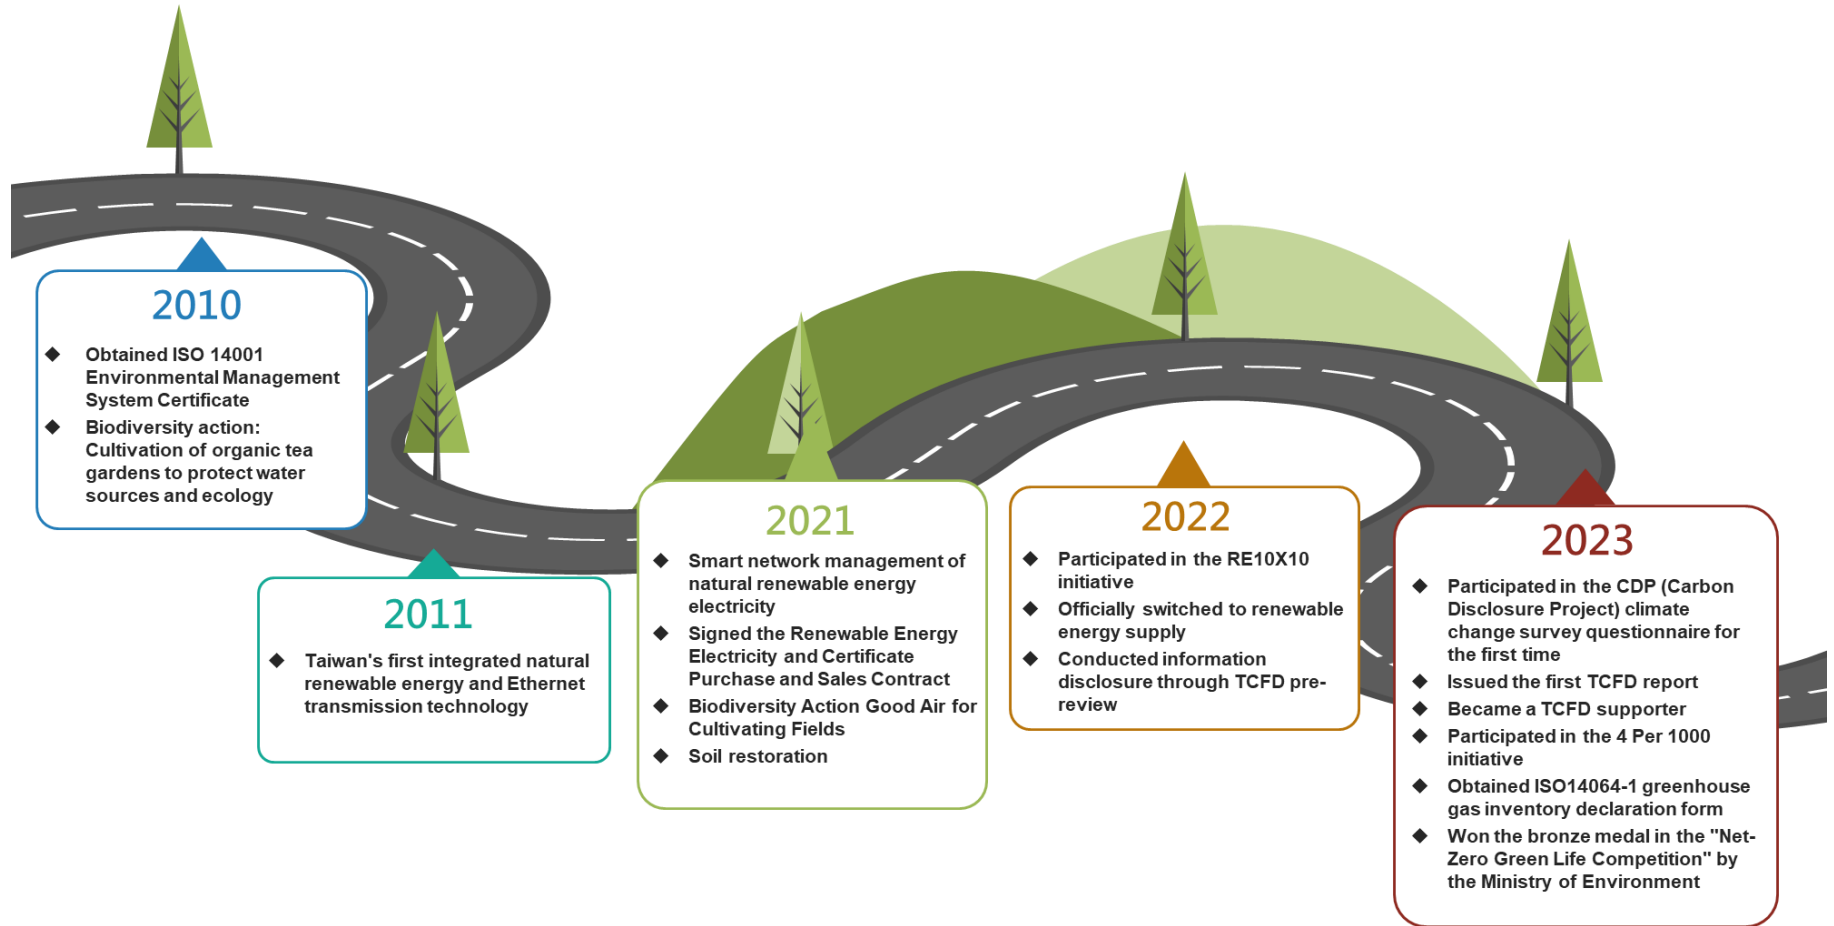 2010
◆ Obtained ISO 14001
Environmental Management
System Certificate
◆ Biodiversity action:
Cultivation of organic tea
gardens to protect water
sources and ecology
2011
◆ Taiwan's first integrated natural
renewable energy and Ethernet
transmission technology
2021
◆ Smart network management of
natural renewable energy
electricity
◆ Signed the Renewable Energy
Electricity and Certificate
Purchase and Sales Contract
◆ Biodiversity Action Good Air for
Cultivating Fields
◆ Soil restoration
2022
◆ Participated in the RE10X10
initiative
◆ Officially switched to renewable
energy supply
◆ Conducted information
disclosure through TCFD pre-
review
2023
◆ Participated in the CDP (Carbon
Disclosure Project) climate
change survey questionnaire for
the first time
◆ Issued the first TCFD report
◆ Became a TCFD supporter
◆ Participated in the 4 Per 1000
initiative
◆ Obtained ISO14064-1 greenhouse
gas inventory declaration form
◆ Won the bronze medal in the "Net-
Zero Green Life Competition" by
the Ministry of Environment